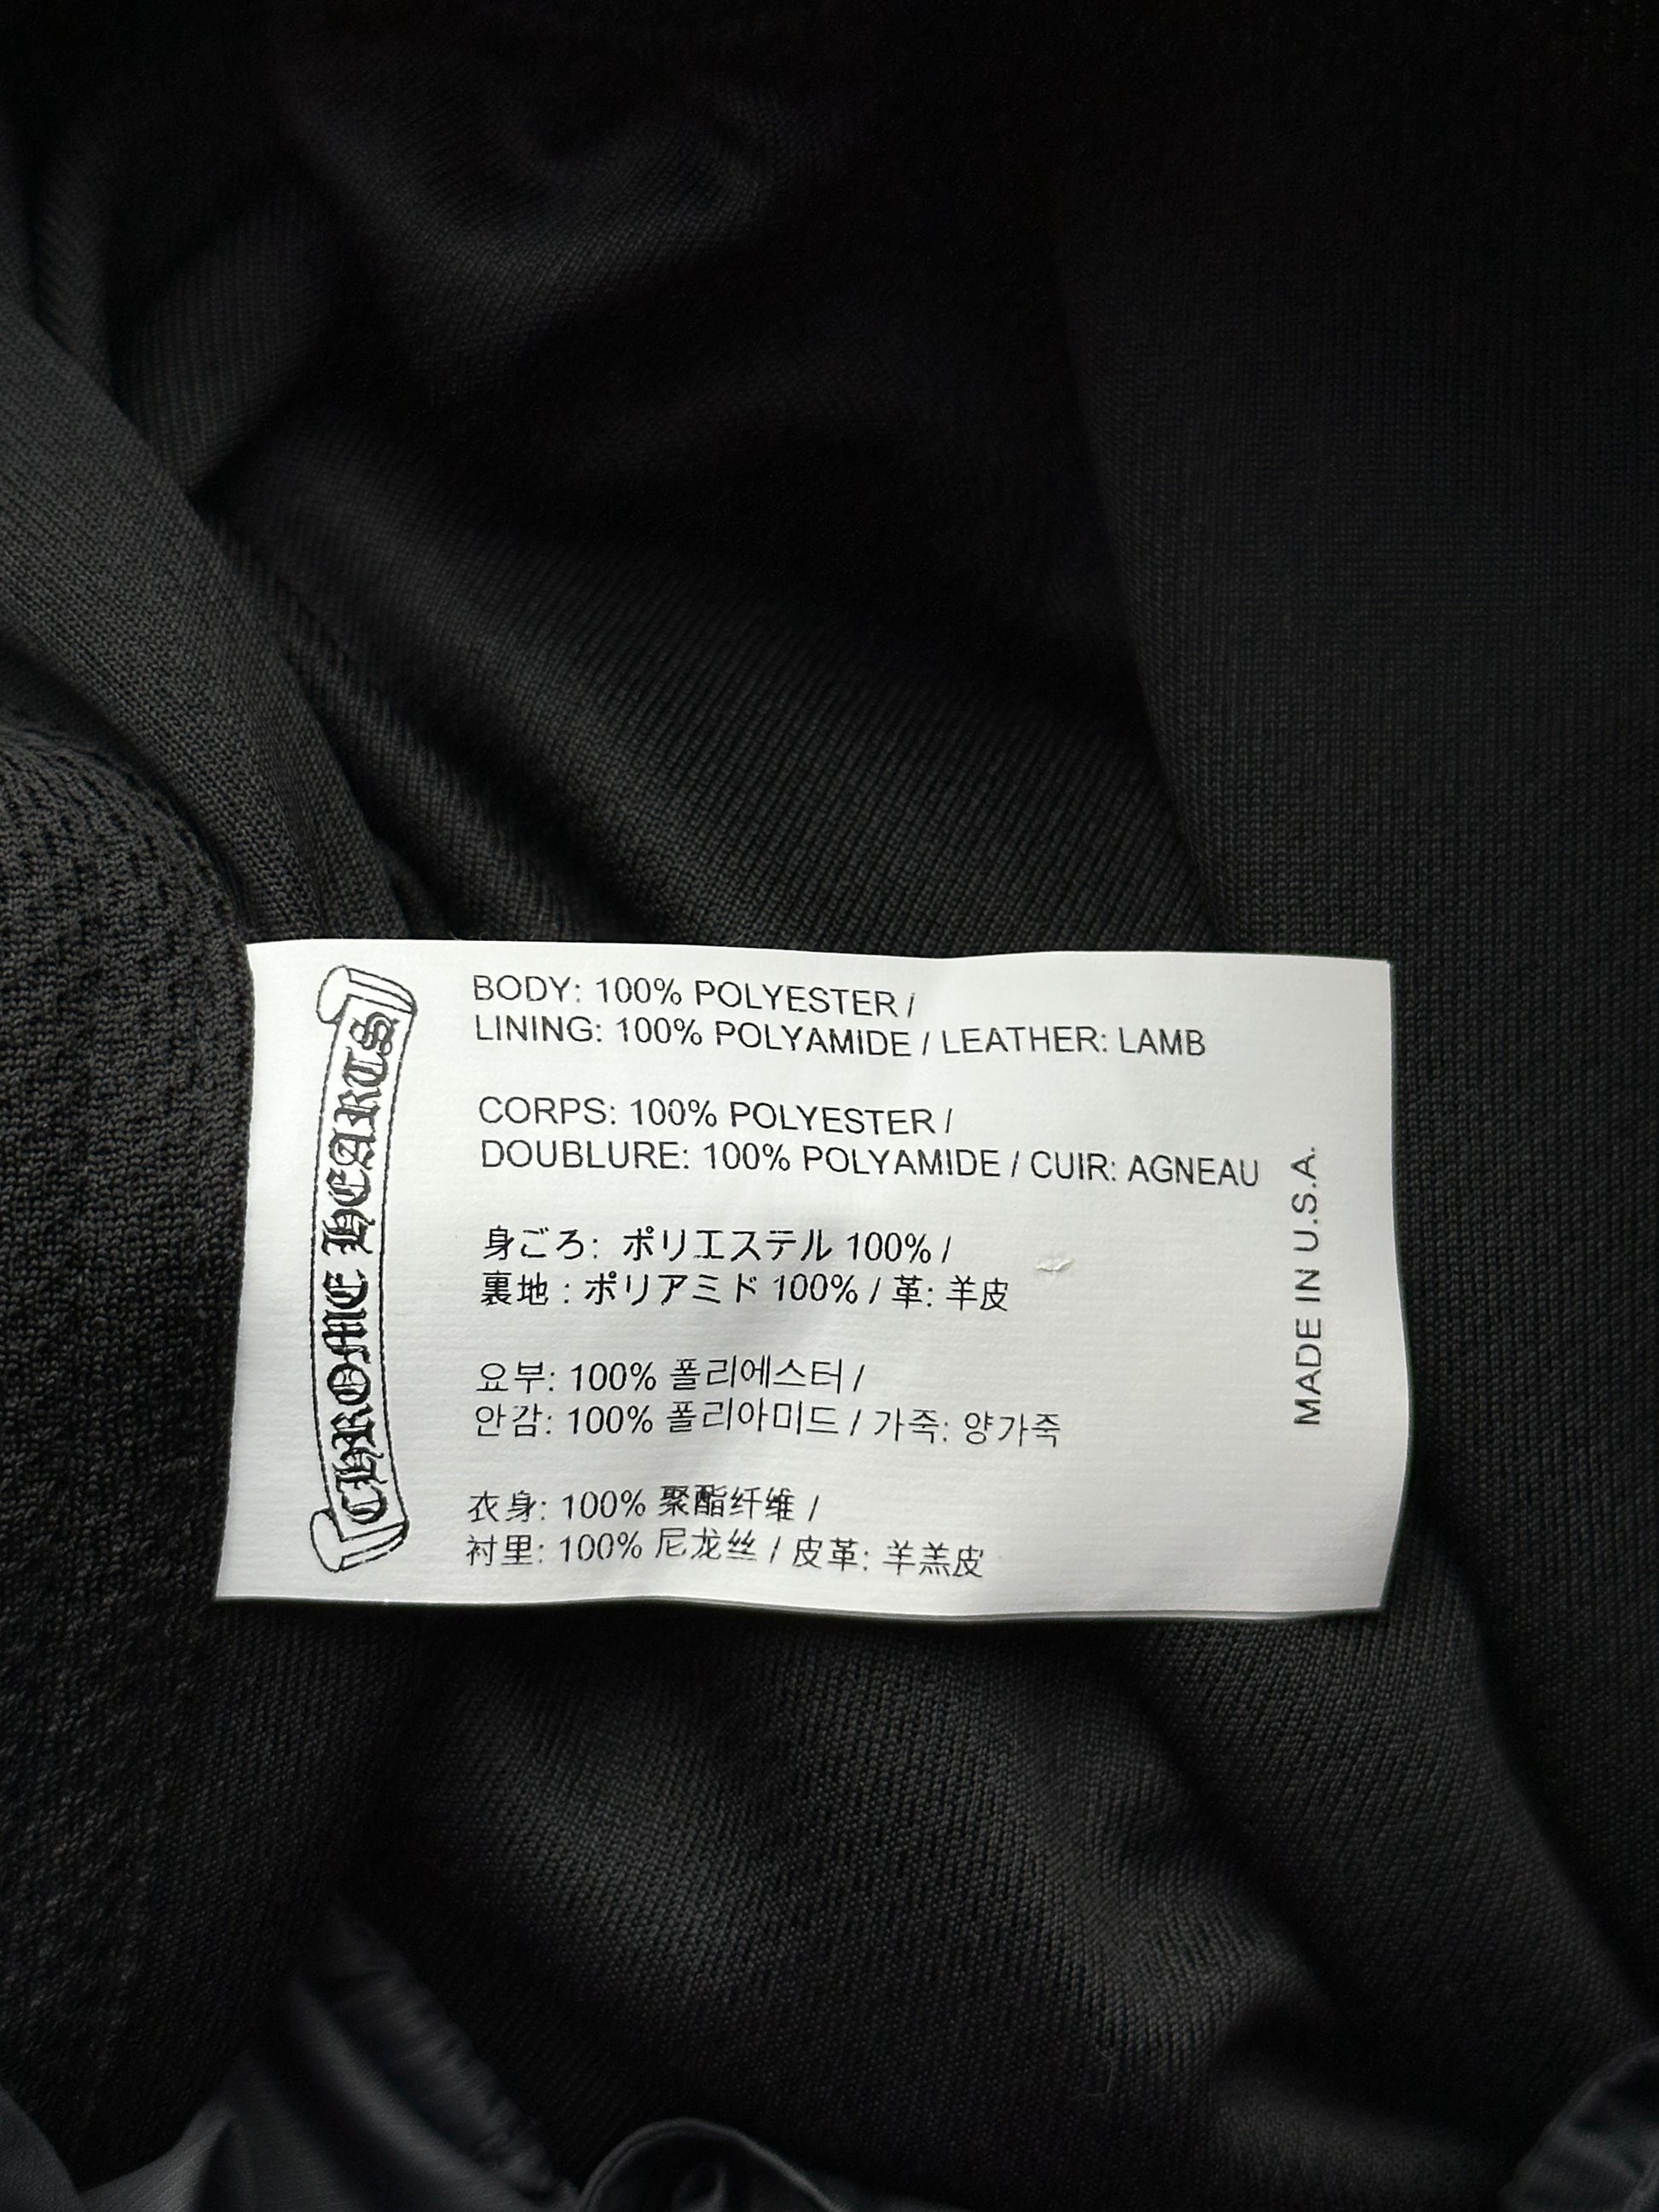 CHROME HEARTS
BODY: 100% POLYESTER /
LINING: 100% POLYAMIDE / LEATHER: LAMB
CORPS: 100% POLYESTER /
DOUBLURE: 100% POLYAMIDE / CUIR: AGNEAU
身ごろ: ポリエステル 100% /
裏地 : ポリアミド 100% / 革: 羊皮
요부: 100% 폴리에스터 /
안감: 100% 폴리아미드 / 가죽: 양가죽
衣身: 100% 聚酯纤维 /
衬里: 100% 尼龙丝 / 皮革: 羊羔皮
MADE IN U.S.A.